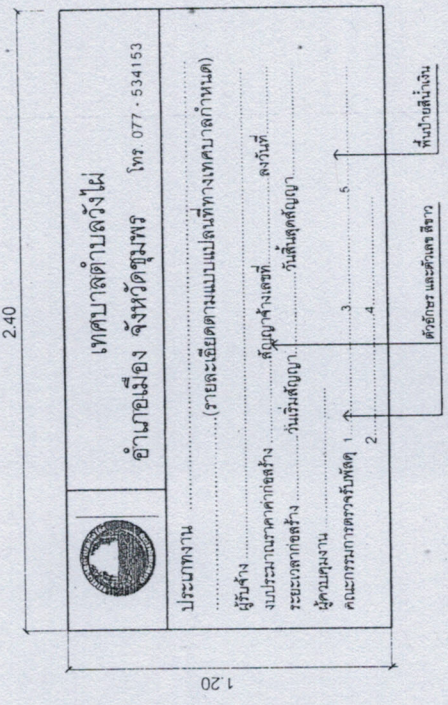 2.40
1.20
เทศบาลตำบลวังไผ่
อำเภอเมือง จังหวัดชุมพร โทร. 077 - 534153
ประเภทงาน
(รายละเอียดตามแบบแปลนที่ทางเทศบาลกำหนด)
ผู้รับจ้าง
งบประมาณราคาค่าก่อสร้าง สัญญาจ้างเลขที่ ลงวันที่
ระยะเวลาก่อสร้าง วันเริ่มสัญญา วันสิ้นสุดสัญญา
ผู้ควบคุมงาน
คณะกรรมการตรวจรับพัสดุ 1 3 5
2 4
ตัวอักษร และตัวเลข สีขาว
พื้นป้ายสีน้ำเงิน